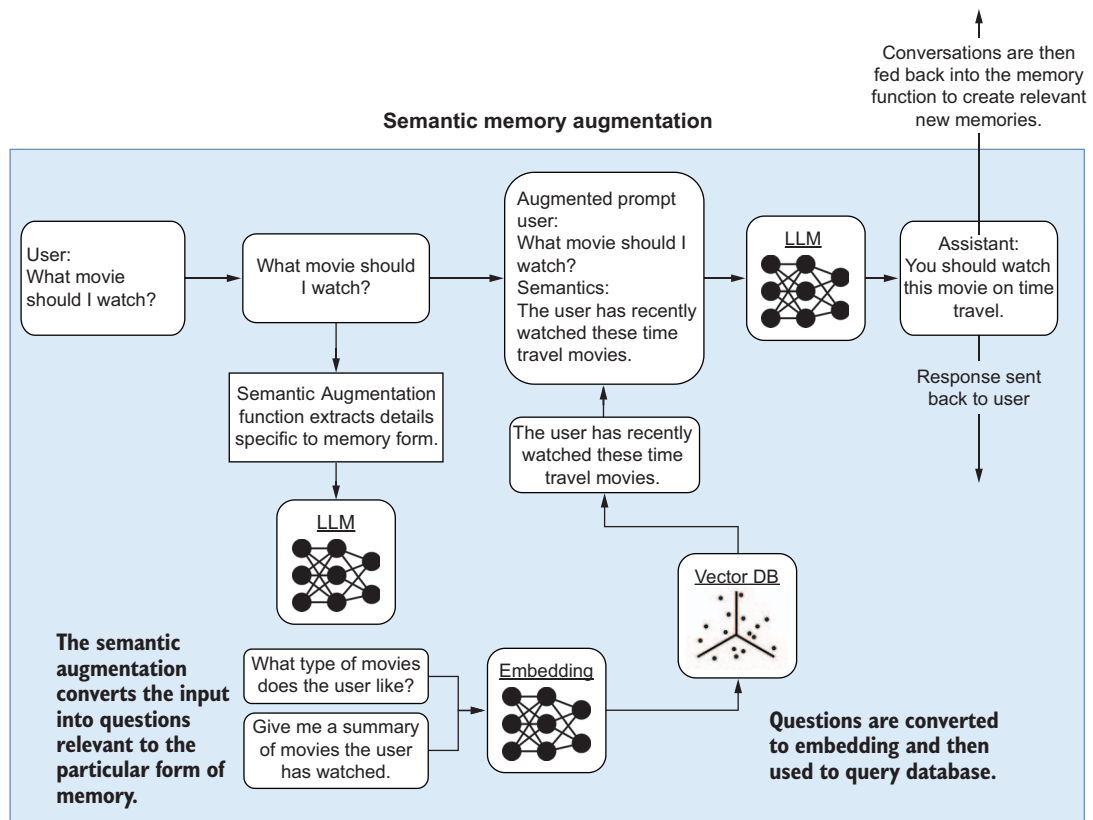 Conversations are then
fed back into the memory
function to create relevant
new memories.
Semantic memory augmentation
User:
What movie
should I watch?
What movie should
I watch?
Augmented prompt
user:
What movie should I
watch?
Semantics:
The user has recently
watched these time
travel movies.
LLM
Assistant:
You should watch
this movie on time
travel.
Semantic Augmentation
function extracts details
specific to memory form.
The user has recently
watched these time
travel movies.
Response sent
back to user
LLM
Vector DB
The semantic
augmentation
converts the input
into questions
relevant to the
particular form of
memory.
What type of movies
does the user like?
Give me a summary
of movies the user
has watched.
Embedding
Questions are converted
to embedding and then
used to query database.